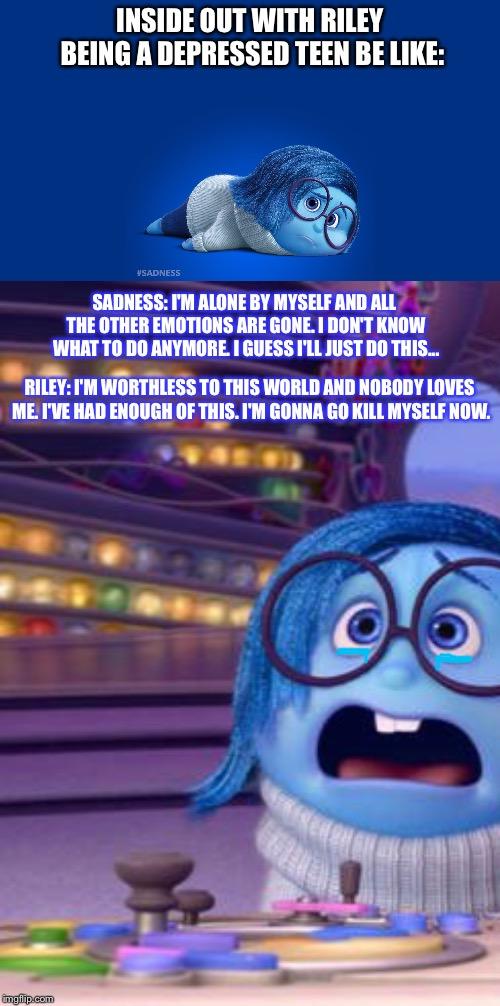 INSIDE OUT WITH RILEY
BEING A DEPRESSED TEEN BE LIKE:
#SADNESS
SADNESS: I'M ALONE BY MYSELF AND ALL
THE OTHER EMOTIONS ARE GONE. I DON'T KNOW
WHAT TO DO ANYMORE. I GUESS I'LL JUST DO THIS...
RILEY: I'M WORTHLESS TO THIS WORLD AND NOBODY LOVES
ME. I'VE HAD ENOUGH OF THIS. I'M GONNA GO KILL MYSELF NOW.
imgflip.com